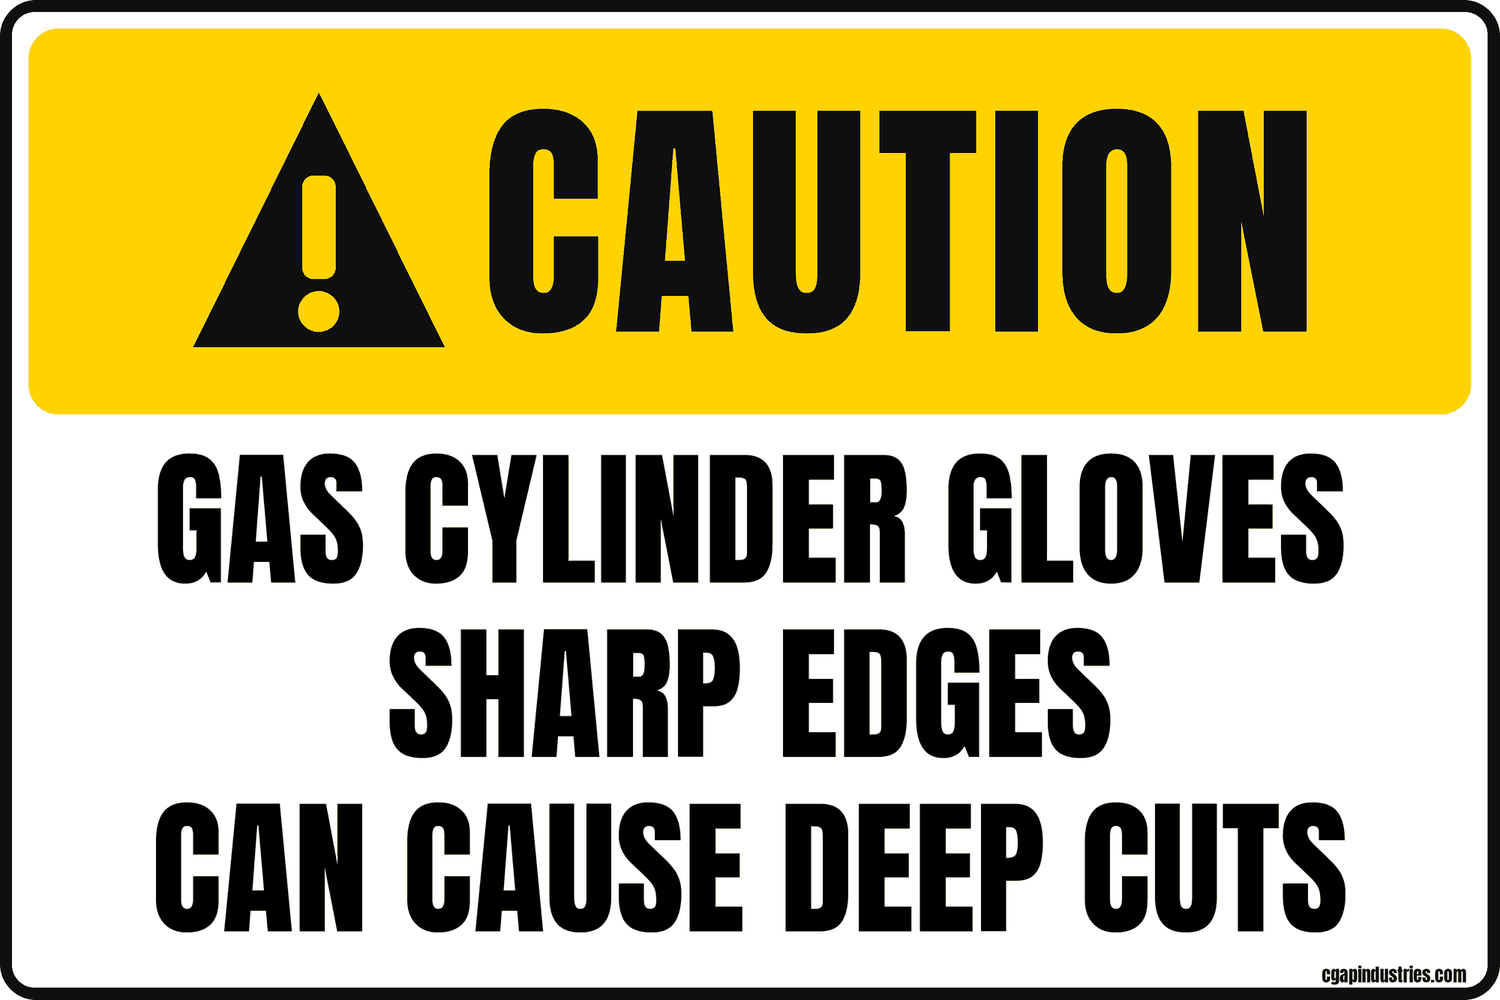 CAUTION
GAS CYLINDER GLOVES
SHARP EDGES
CAN CAUSE DEEP CUTS
cgapindustries.com